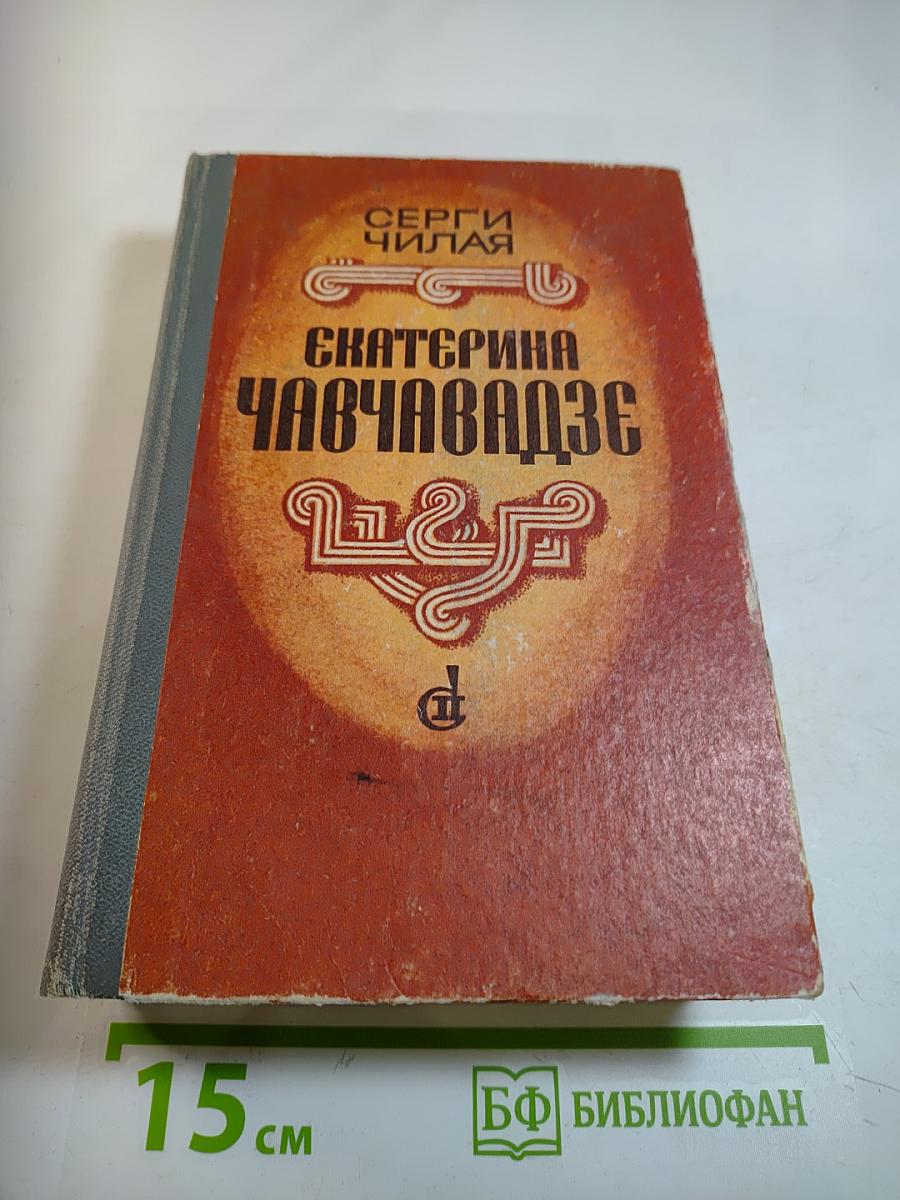 СЕРГИ
ЧИЛАЯ
ЕКАТЕРИНА
ЧАВЧАВАДЗЕ
15 см
БФ БИБЛИОФАН